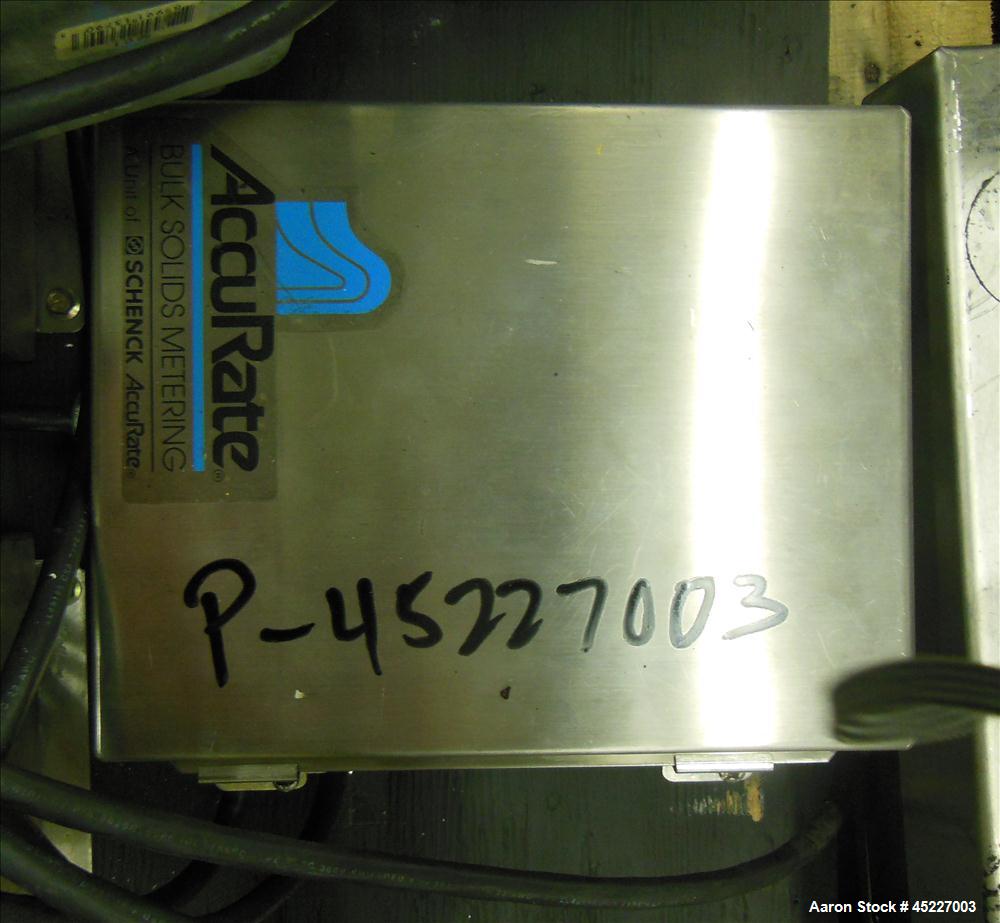 AccuRate®
BULK SOLIDS METERING
A Unit of SCHENCK AccuRate®
P-45227003
Aaron Stock # 45227003